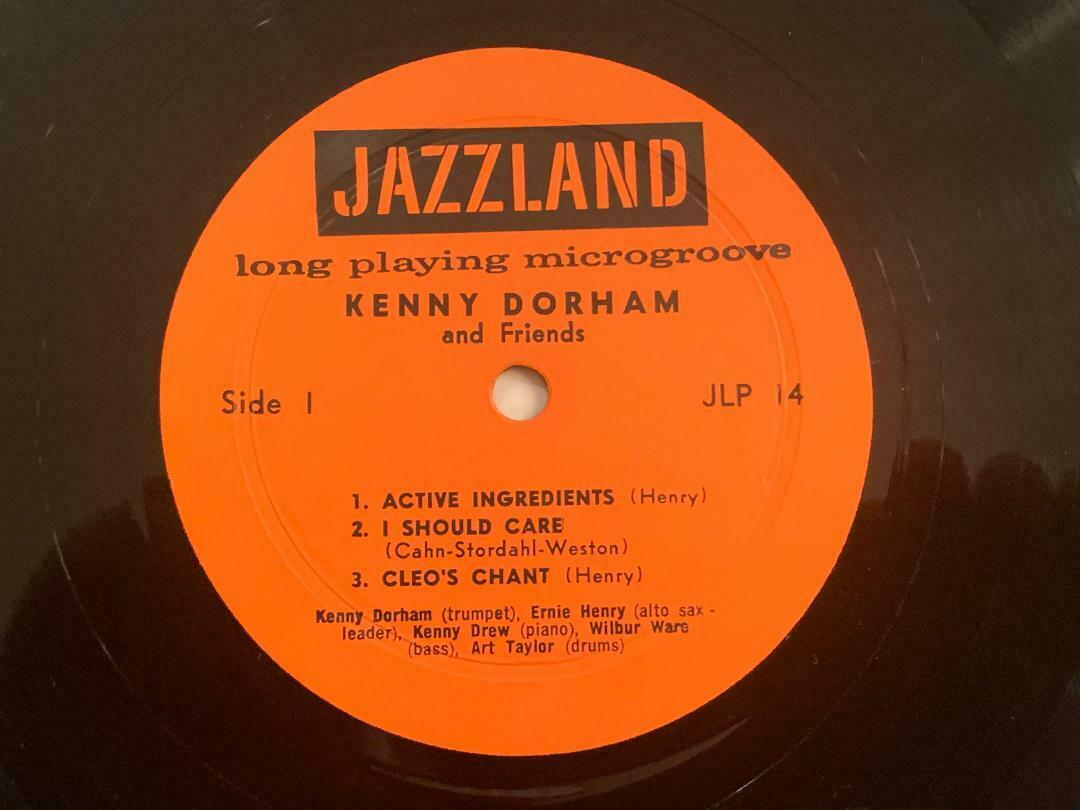 JAZZLAND
long playing microgroove
KENNY DORHAM
and Friends
Side 1
JLP 14
1. ACTIVE INGREDIENTS (Henry)
2. I SHOULD CARE
(Cahn-Stordahl-Weston)
3. CLEO'S CHANT (Henry)
Kenny Dorham (trumpet), Ernie Henry (alto sax -
leader), Kenny Drew (piano), Wilbur Ware
(bass), Art Taylor (drums)